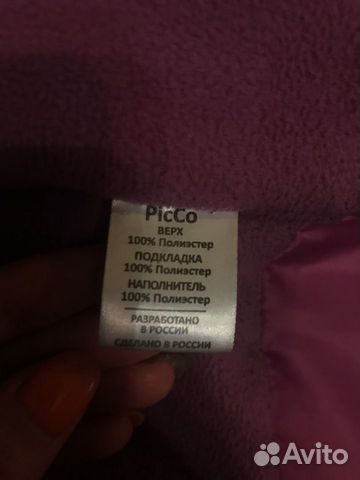 PicCo
ВЕРХ
100% Полиэстер
ПОДКЛАДКА
100% Полиэстер
НАПОЛНИТЕЛЬ
100% Полиэстер
РАЗРАБОТАНО
В РОССИИ
СДЕЛАНО В РОССИИ
Avito